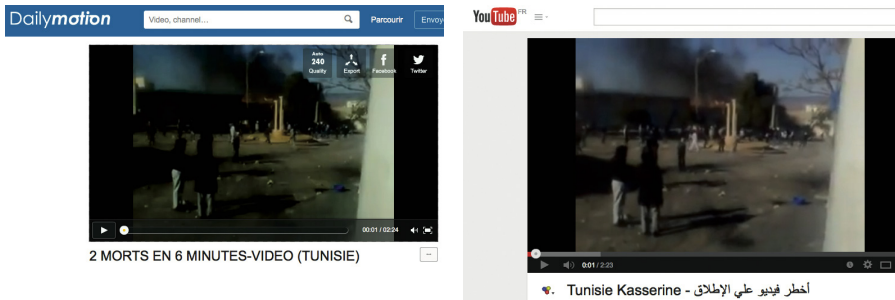 Dailymotion
Video, channel...
Parcourir
Envoy
Auto
240
Quality
Export
Facebook
Twitter
00:01 / 02:24
2 MORTS EN 6 MINUTES-VIDEO (TUNISIE)
YouTube FR
0:01 / 2:23
Tunisie Kasserine - أخطر فيديو علي الإطلاق